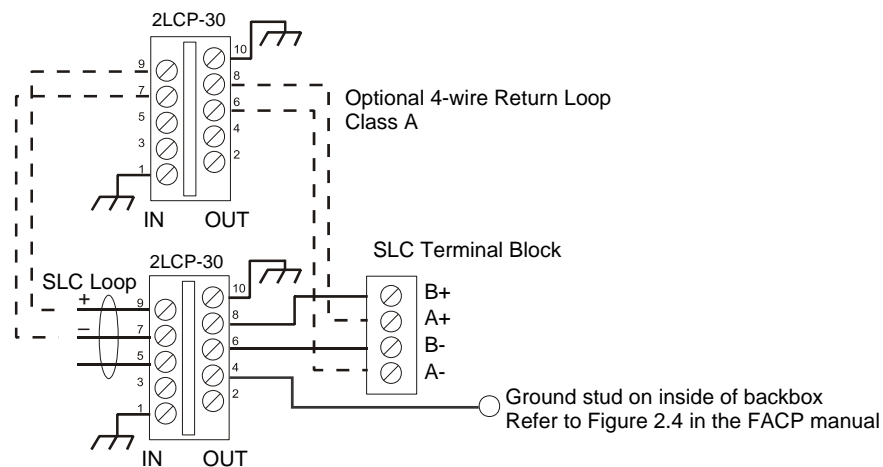 2LCP-30
10
9
8
7
6
5
4
3
2
1
IN OUT
Optional 4-wire Return Loop
Class A
SLC Terminal Block
B+
A+
B-
A-
2LCP-30
SLC Loop
+
–
10
9
8
7
6
5
4
3
2
1
IN OUT
Ground stud on inside of backbox
Refer to Figure 2.4 in the FACP manual